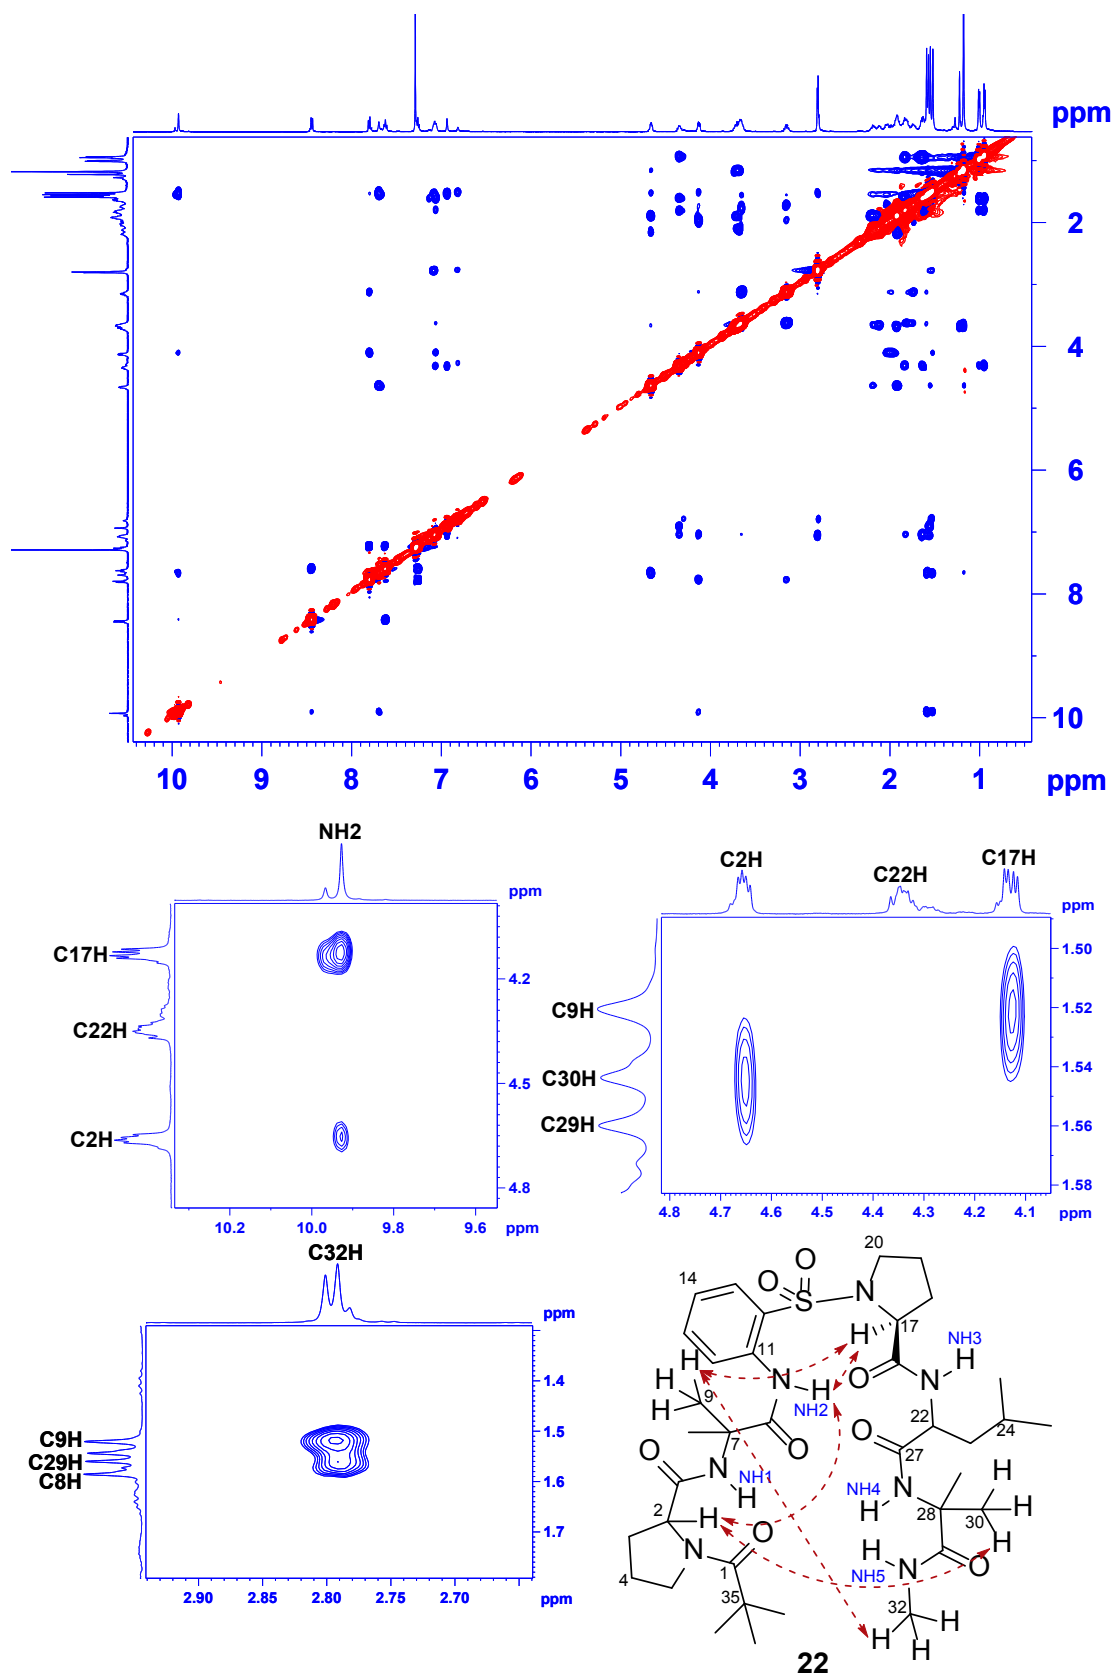 ppm
2
4
6
8
10
10 9 8 7 6 5 4 3 2 1 ppm
NH2
ppm
C17H
4.2
C22H
4.5
C2H
4.8
10.2 10.0 9.8 9.6 ppm
C2H C22H C17H
ppm
1.50
C9H
1.52
C30H
1.54
C29H
1.56
1.58
4.8 4.7 4.6 4.5 4.4 4.3 4.2 4.1 ppm
C32H
ppm
1.4
C9H
1.5
C29H
C8H
1.6
1.7
2.90 2.85 2.80 2.75 2.70 ppm
20
O
14 O S N
H 17 NH3
11 H
H O N
H 9 N H
H NH2 22 24
O
7 O 27 H
O N NH1 NH4 N H
2 H H 28 30
H O H H
N NH5 N O
4 1
35 32 H
H H
22